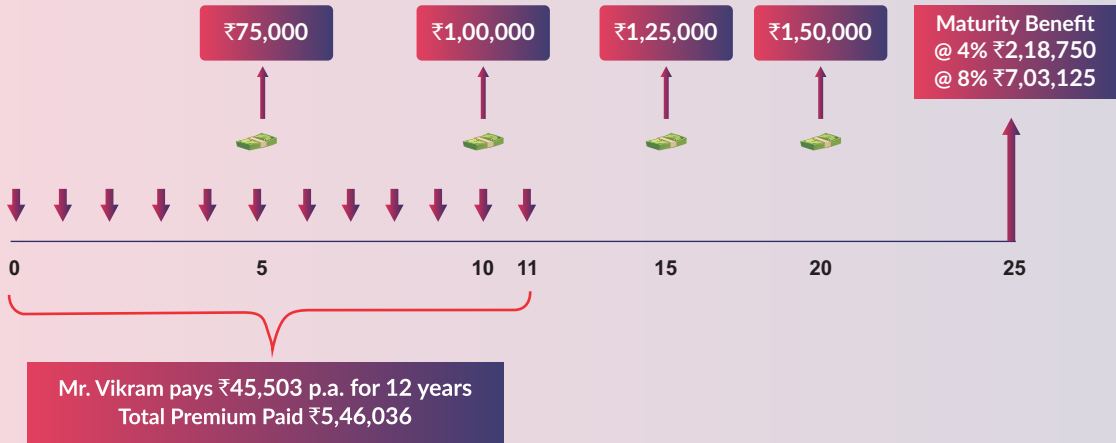 ₹75,000
₹1,00,000
₹1,25,000
₹1,50,000
Maturity Benefit
@ 4% ₹2,18,750
@ 8% ₹7,03,125
0
5
10
11
15
20
25
Mr. Vikram pays ₹45,503 p.a. for 12 years
Total Premium Paid ₹5,46,036